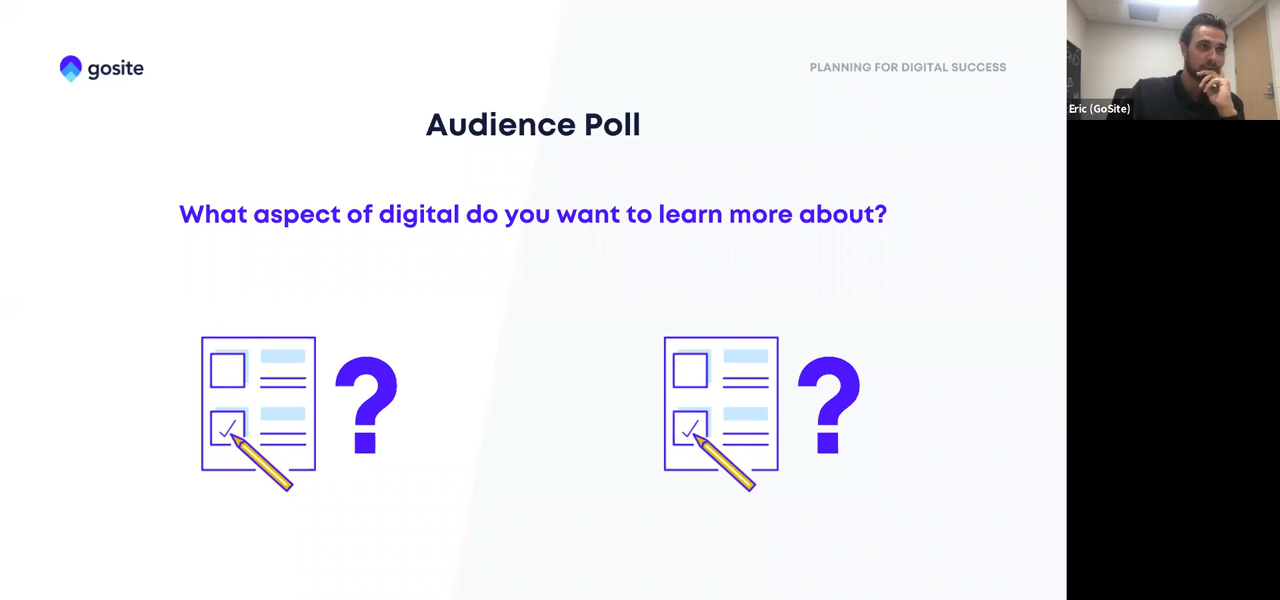 gosite
PLANNING FOR DIGITAL SUCCESS
Eric (GoSite)
Audience Poll
What aspect of digital do you want to learn more about?
?
?